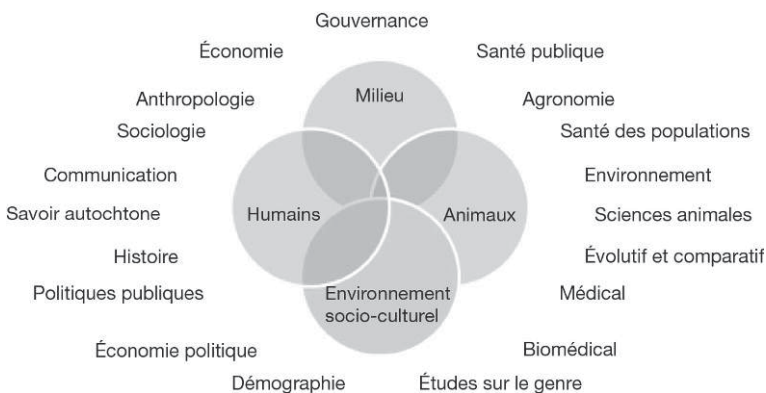 Gouvernance
Économie
Santé publique
Anthropologie
Milieu
Agronomie
Sociologie
Santé des populations
Communication
Environnement
Savoir autochtone
Humains
Animaux
Sciences animales
Histoire
Évolutif et comparatif
Politiques publiques
Environnement
socio-culturel
Médical
Économie politique
Biomédical
Démographie
Études sur le genre